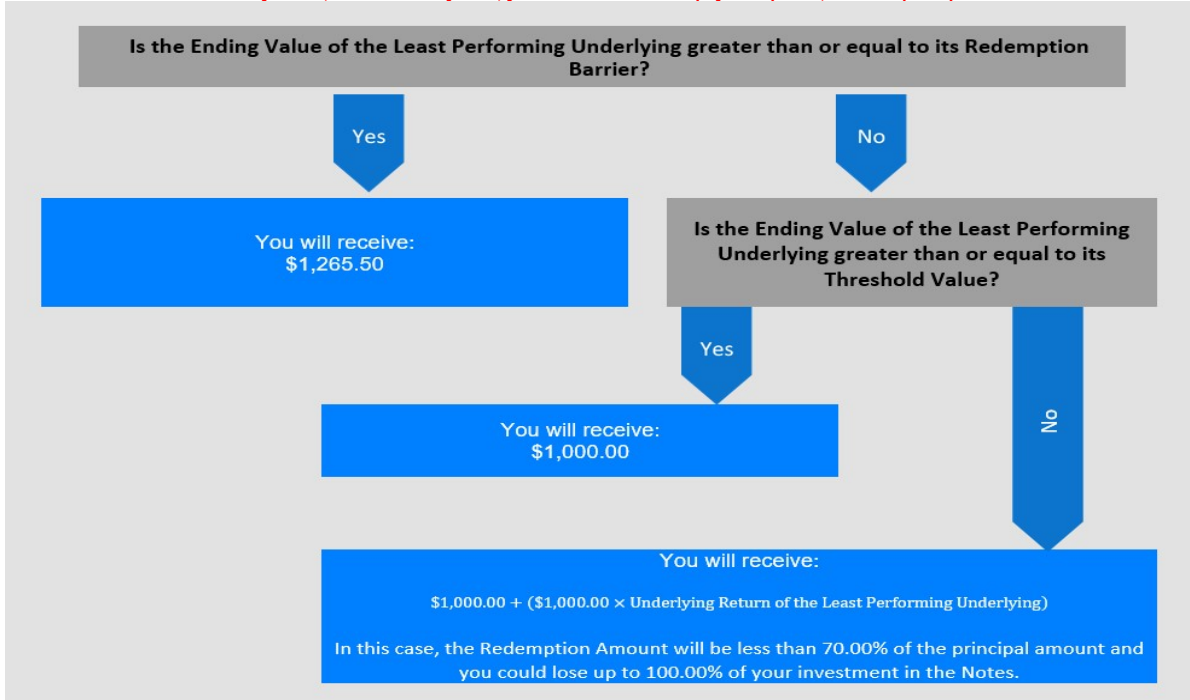 Is the Ending Value of the Least Performing Underlying greater than or equal to its Redemption
Barrier?
Yes
No
You will receive:
$1,265.50
Is the Ending Value of the Least Performing
Underlying greater than or equal to its
Threshold Value?
Yes
No
You will receive:
$1,000.00
You will receive:
$1,000.00 + ($1,000.00 × Underlying Return of the Least Performing Underlying)
In this case, the Redemption Amount will be less than 70.00% of the principal amount and
you could lose up to 100.00% of your investment in the Notes.